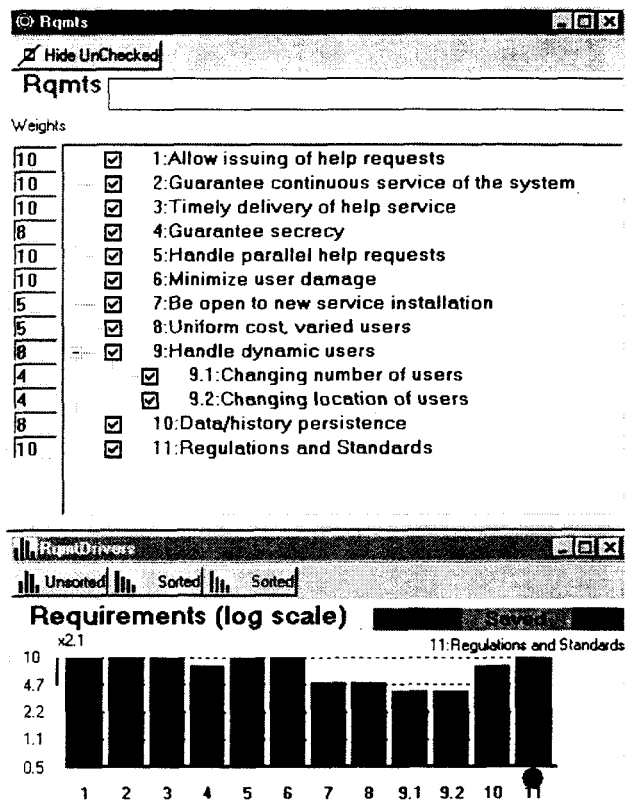 Rqmts
Hide UnChecked
Rqmts
Weights
10 1:Allow issuing of help requests
10 2:Guarantee continuous service of the system
10 3:Timely delivery of help service
8 4:Guarantee secrecy
10 5:Handle parallel help requests
10 6:Minimize user damage
5 7:Be open to new service installation
5 8:Uniform cost, varied users
8 9:Handle dynamic users
4 9.1:Changing number of users
4 9.2:Changing location of users
8 10:Data/history persistence
10 11:Regulations and Standards
RqmtDrivers
Unsorted Sorted Sorted
Requirements (log scale) Saved
x2.1 11:Regulations and Standards
10
4.7
2.2
1.1
0.5
1 2 3 4 5 6 7 8 9.1 9.2 10 11